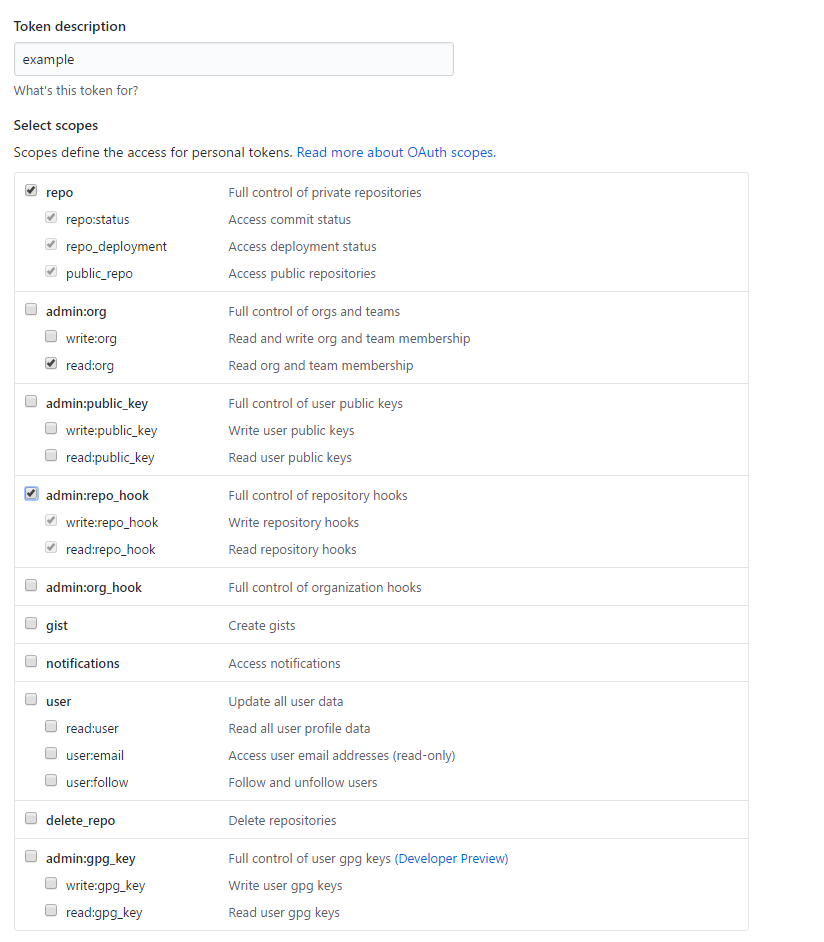 Token description
example
What's this token for?
Select scopes
Scopes define the access for personal tokens. Read more about OAuth scopes.
repo Full control of private repositories
repo:status Access commit status
repo_deployment Access deployment status
public_repo Access public repositories
admin:org Full control of orgs and teams
write:org Read and write org and team membership
read:org Read org and team membership
admin:public_key Full control of user public keys
write:public_key Write user public keys
read:public_key Read user public keys
admin:repo_hook Full control of repository hooks
write:repo_hook Write repository hooks
read:repo_hook Read repository hooks
admin:org_hook Full control of organization hooks
gist Create gists
notifications Access notifications
user Update all user data
read:user Read all user profile data
user:email Access user email addresses (read-only)
user:follow Follow and unfollow users
delete_repo Delete repositories
admin:gpg_key Full control of user gpg keys (Developer Preview)
write:gpg_key Write user gpg keys
read:gpg_key Read user gpg keys